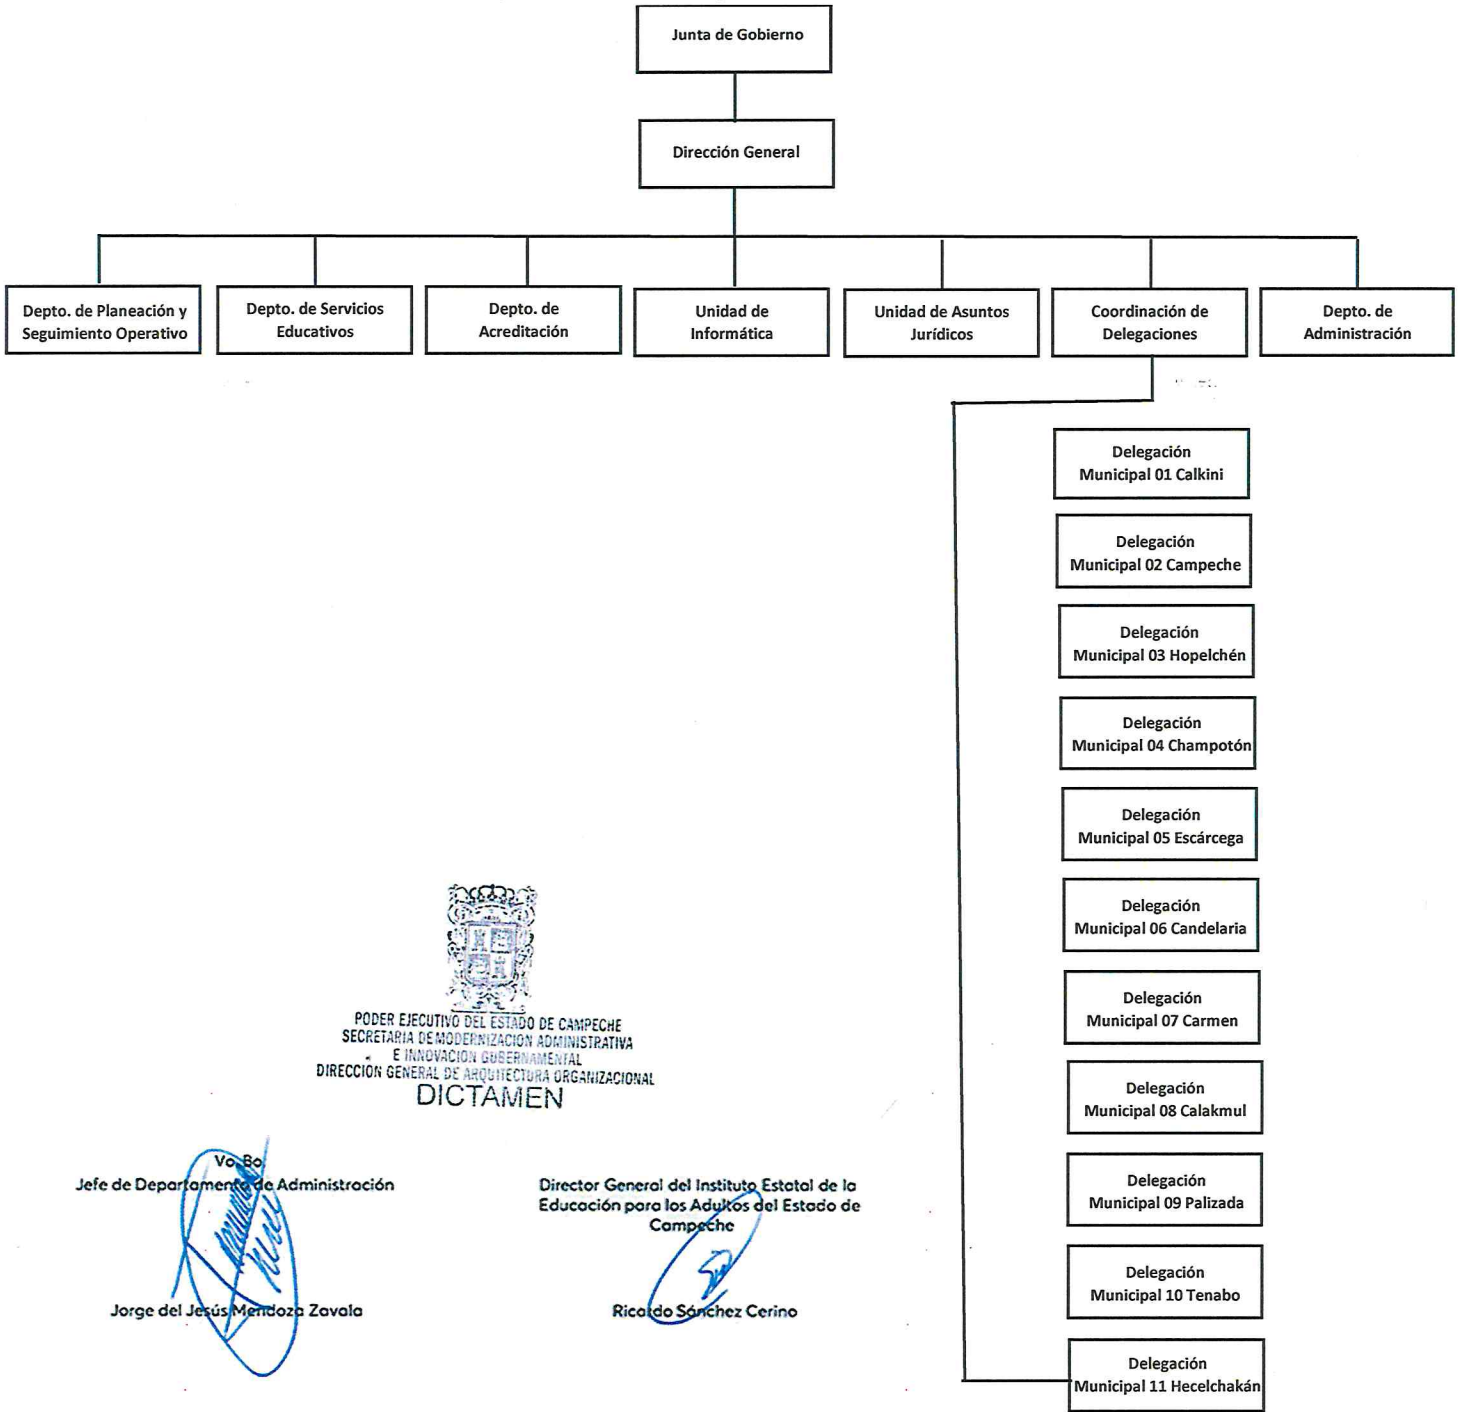 Junta de Gobierno
Dirección General
Depto. de Planeación y
Seguimiento Operativo
Depto. de Servicios
Educativos
Depto. de
Acreditación
Unidad de
Informática
Unidad de Asuntos
Jurídicos
Coordinación de
Delegaciones
Depto. de
Administración
Delegación
Municipal 01 Calkini
Delegación
Municipal 02 Campeche
Delegación
Municipal 03 Hopelchén
Delegación
Municipal 04 Champotón
Delegación
Municipal 05 Escárcega
Delegación
Municipal 06 Candelaria
Delegación
Municipal 07 Carmen
Delegación
Municipal 08 Calakmul
Delegación
Municipal 09 Palizada
Delegación
Municipal 10 Tenabo
Delegación
Municipal 11 Hecelchakán
PODER EJECUTIVO DEL ESTADO DE CAMPECHE
SECRETARIA DE MODERNIZACION ADMINISTRATIVA
E INNOVACION GUBERNAMENTAL
DIRECCIÓN GENERAL DE ARQUITECTURA ORGANIZACIONAL
DICTAMEN
Vo. Bo.
Jefe de Departamento de Administración
Jorge del Jesús Mendoza Zavala
Director General del Instituto Estatal de la
Educación para los Adultos del Estado de
Campeche
Ricardo Sánchez Cerino